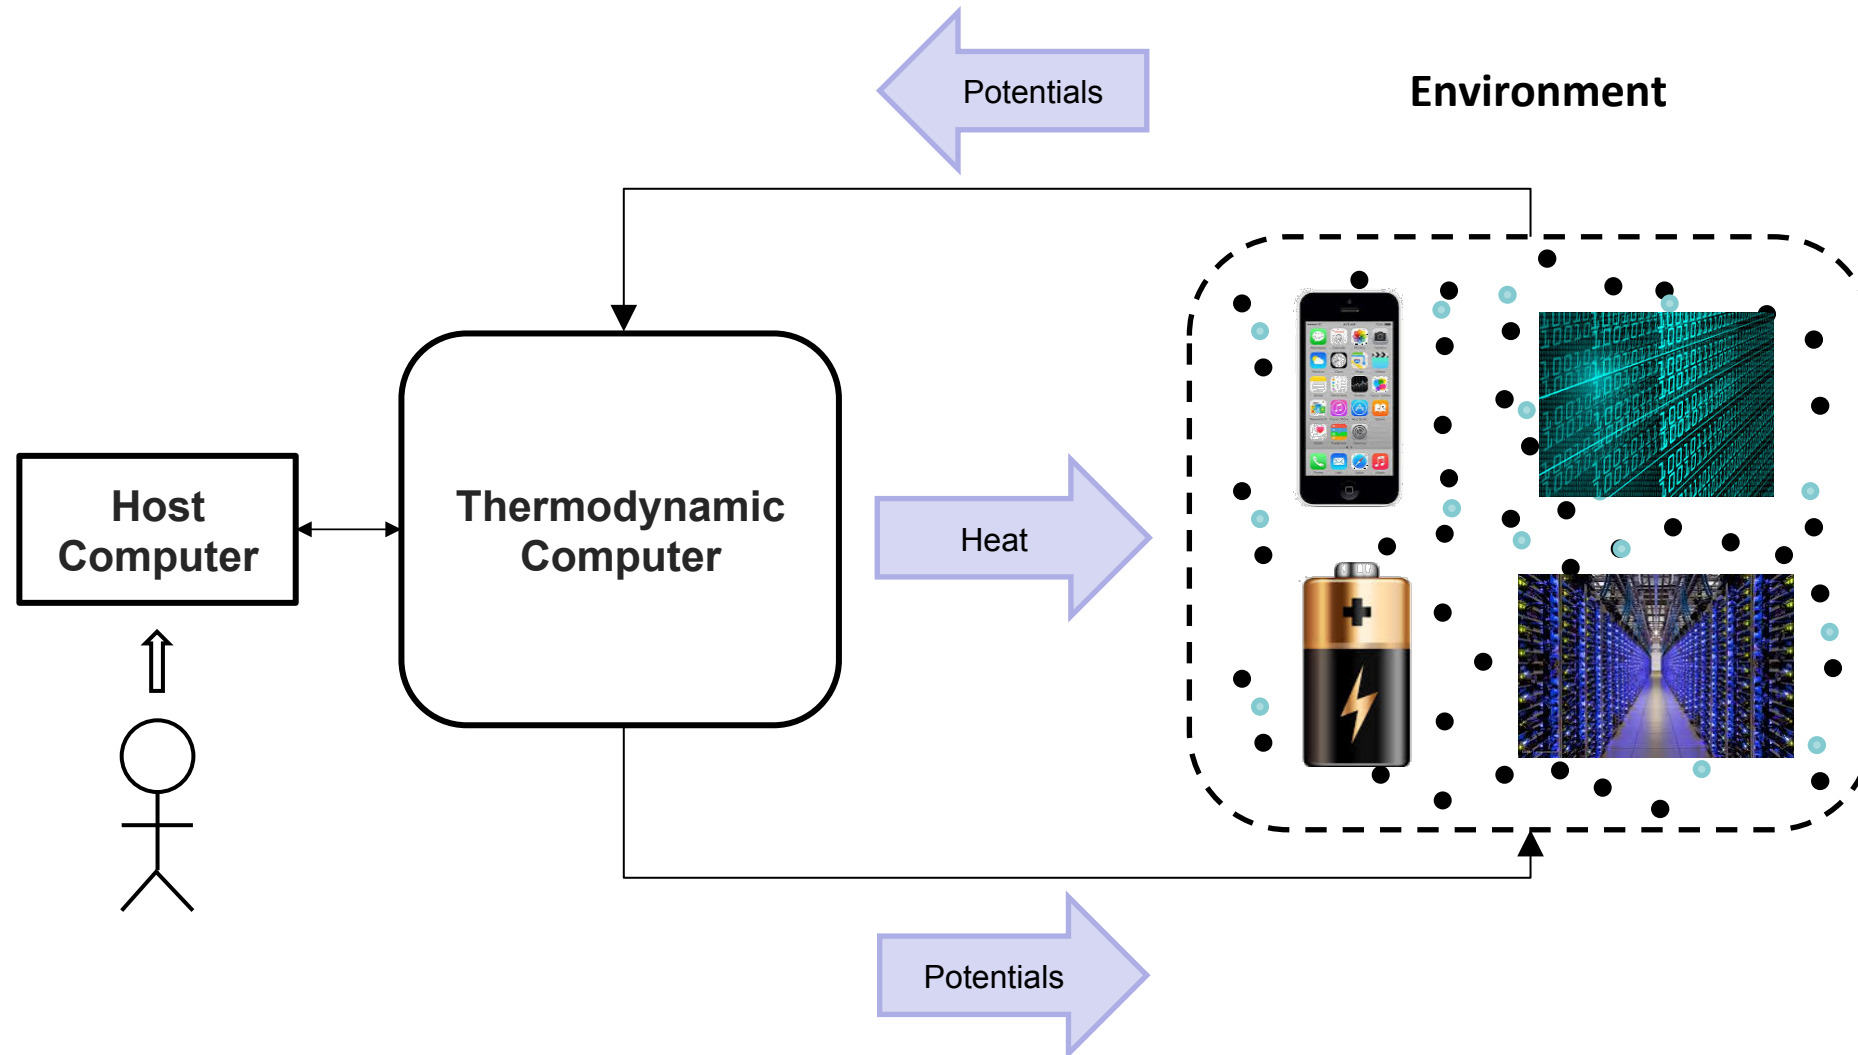 Potentials
Environment
Host
Computer
Thermodynamic
Computer
Heat
Potentials